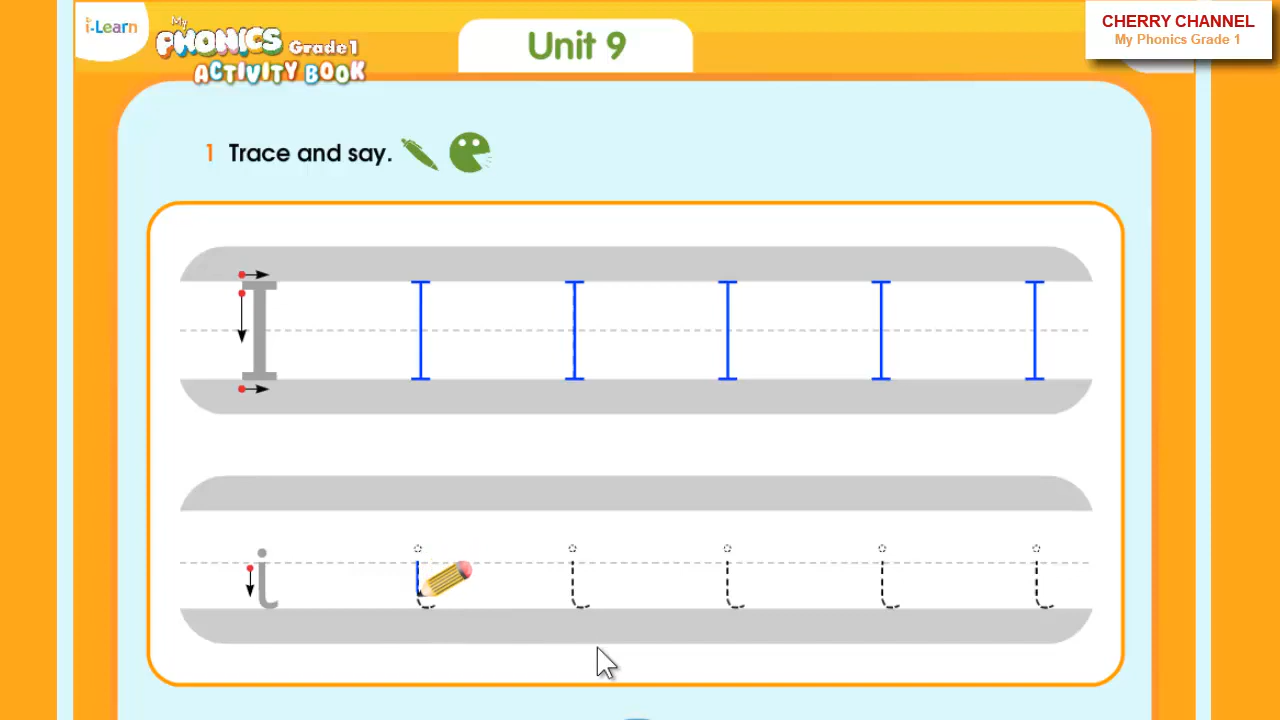 i-Learn
My
PHONICS Grade 1
ACTIVITY BOOK
Unit 9
CHERRY CHANNEL
My Phonics Grade 1
1 Trace and say.
I I I I I I
i i i i i i